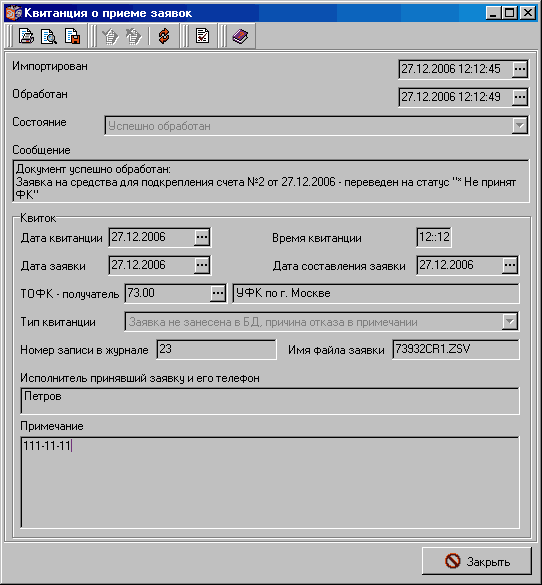 Квитанция о приеме заявок
Импортирован 27.12.2006 12:12:45 ...
Обработан 27.12.2006 12:12:49 ...
Состояние Успешно обработан
Сообщение
Документ успешно обработан:
Заявка на средства для подкрепления счета №2 от 27.12.2006 - переведен на статус "* Не принят
ФК"
Квиток
Дата квитанции 27.12.2006 ... Время квитанции 12::12
Дата заявки 27.12.2006 ... Дата составления заявки 27.12.2006 ...
ТОФК - получатель 73.00 ... УФК по г. Москве
Тип квитанции Заявка не занесена в БД, причина отказа в примечании
Номер записи в журнале 23 Имя файла заявки 73932CR1.ZSV
Исполнитель принявший заявку и его телефон
Петров
Примечание
111-11-11
Закрыть